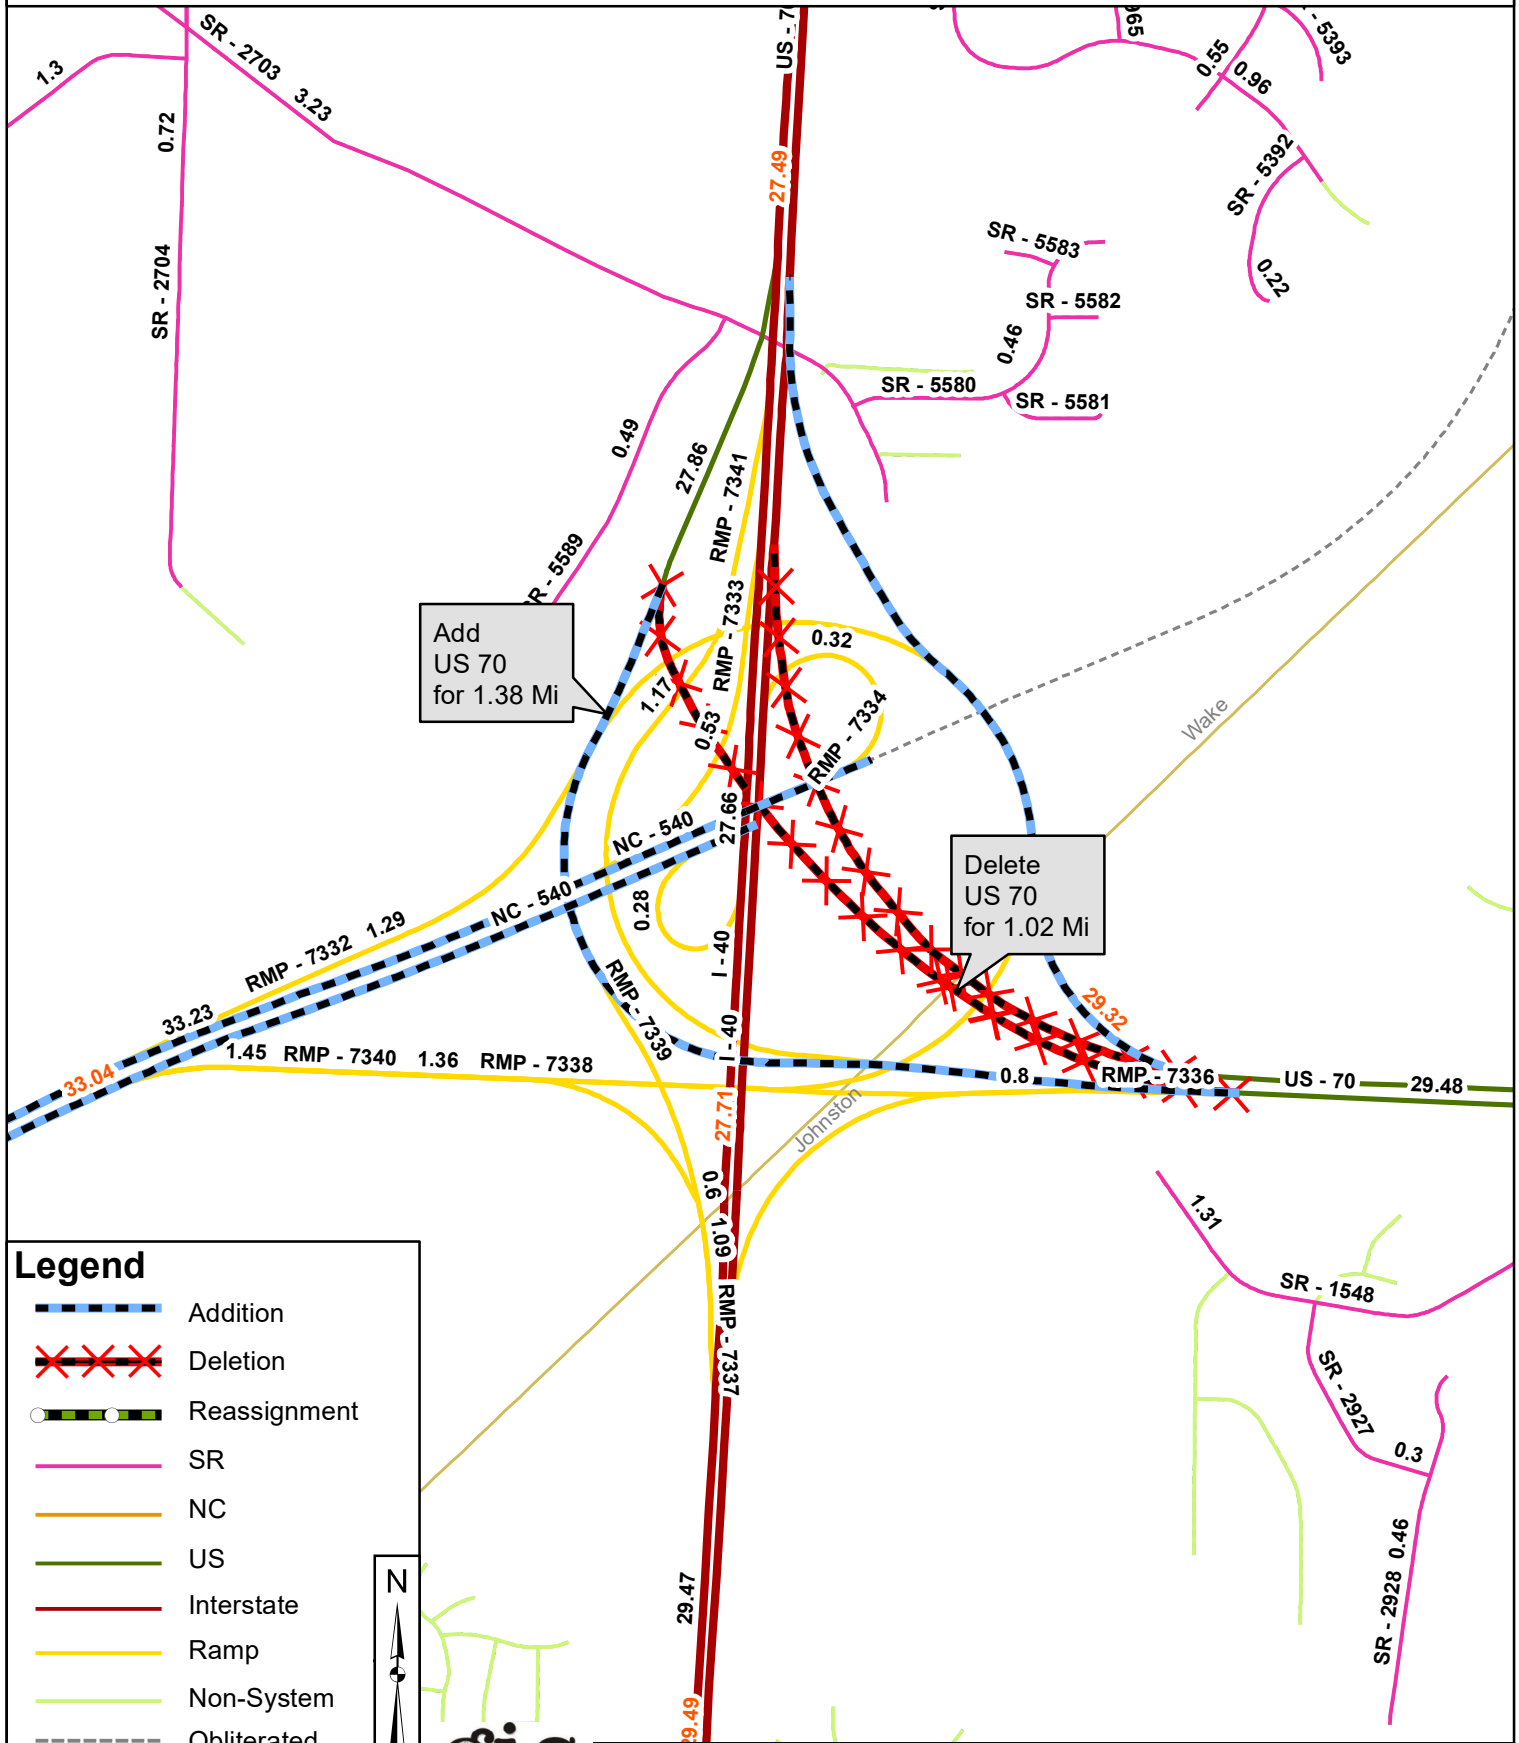 SR - 2703
3.23
1.3
0.72
SR - 2704
US - 7
27.49
965
0.55
0.96
- 5393
SR - 5392
0.22
SR - 5583
SR - 5582
0.46
SR - 5580
SR - 5581
0.49
27.86
RMP - 7341
SR - 5589
RMP - 7333
Add
US 70
for 1.38 Mi
0.32
1.17
0.53
RMP - 7334
Wake
27.66
NC - 540
NC - 540
0.28
Delete
US 70
for 1.02 Mi
RMP - 7332
1.29
I - 40
RMP - 7339
29.32
33.23
33.04
1.45
RMP - 7340
1.36
RMP - 7338
I - 40
0.8
RMP - 7336
US - 70
29.48
27.71
Johnston
0.6
1.09
RMP - 7337
1.31
SR - 1548
SR - 2927
0.3
0.46
SR - 2928
29.47
29.49
Legend
Addition
Deletion
Reassignment
SR
NC
US
Interstate
Ramp
Non-System
Obliterated
N